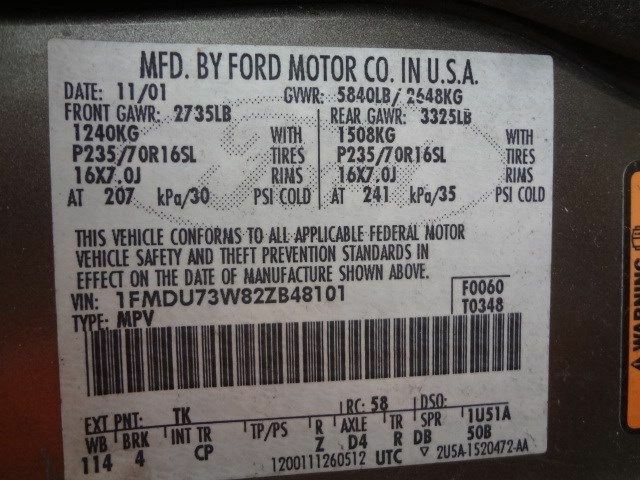 MFD. BY FORD MOTOR CO. IN U.S.A.
DATE: 11/01 GVWR: 5840LB/ 2648KG
FRONT GAWR: 2735LB REAR GAWR: 3325LB
1240KG WITH 1508KG WITH
P235/70R16SL TIRES P235/70R16SL TIRES
16X7.0J RIMS 16X7.0J RIMS
AT 207 kPa/30 PSI COLD AT 241 kPa/35 PSI COLD
THIS VEHICLE CONFORMS TO ALL APPLICABLE FEDERAL MOTOR
VEHICLE SAFETY AND THEFT PREVENTION STANDARDS IN
EFFECT ON THE DATE OF MANUFACTURE SHOWN ABOVE.
VIN: 1FMDU73W82ZB48101 F0060
TYPE: MPV T0348
EXT PNT: TK RC: 58 DSO:
WB BRK INT TR TP/PS R AXLE TR SPR 1U51A
114 4 CP Z D4 R DB 50B
1200111260512 UTC ▽ 2U5A-1520472-AA
WARNING